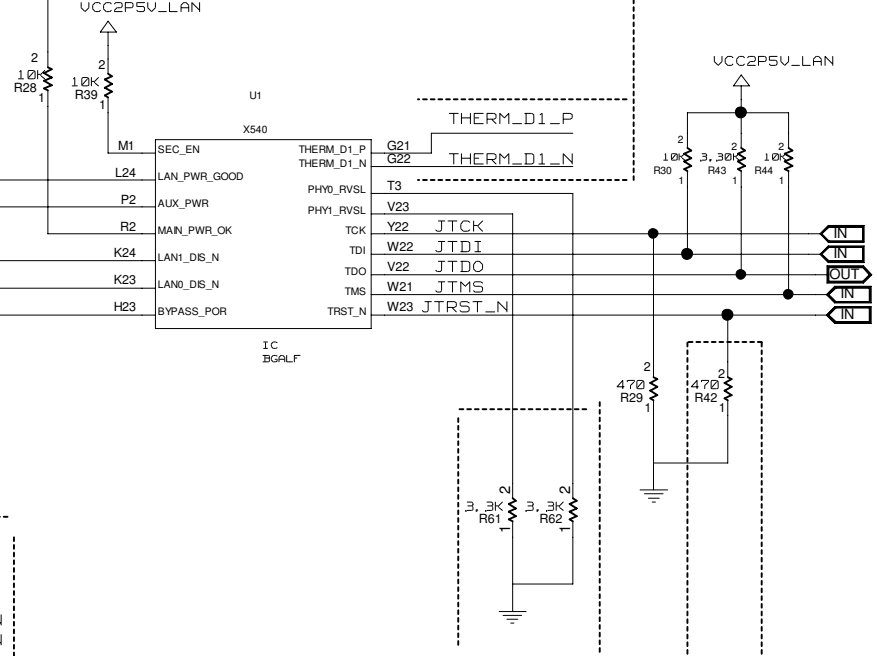 VCC2P5V_LAN
2
10K
R28
1
2
10K
R39
1
U1
X540
M1 SEC_EN
L24 LAN_PWR_GOOD
P2 AUX_PWR
R2 MAIN_PWR_OK
K24 LAN1_DIS_N
K23 LAN0_DIS_N
H23 BYPASS_POR
THERM_D1_P G21
THERM_D1_N G22
PHY0_RVSL T3
PHY1_RVSL V23
TCK Y22 JTCK
TDI W22 JTDI
TDO V22 JTDO
TMS W21 JTMS
TRST_N W23 JTRST_N
THERM_D1_P
THERM_D1_N
IC
BGALF
VCC2P5V_LAN
2
10K
R30
1
2
3.30K
R43
1
2
10K
R44
1
IN
IN
OUT
IN
IN
2
470
R29
1
2
470
R42
1
2
3.3K
R61
1
2
3.3K
R62
1